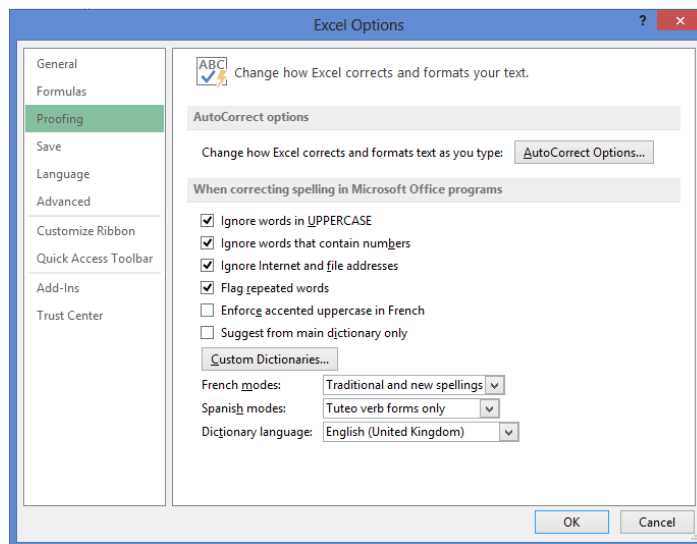 Excel Options
?
General
Formulas
Proofing
Save
Language
Advanced
Customize Ribbon
Quick Access Toolbar
Add-Ins
Trust Center
ABC
Change how Excel corrects and formats your text.
AutoCorrect options
Change how Excel corrects and formats text as you type: AutoCorrect Options...
When correcting spelling in Microsoft Office programs
Ignore words in UPPERCASE
Ignore words that contain numbers
Ignore Internet and file addresses
Flag repeated words
Enforce accented uppercase in French
Suggest from main dictionary only
Custom Dictionaries...
French modes: Traditional and new spellings
Spanish modes: Tuteo verb forms only
Dictionary language: English (United Kingdom)
OK Cancel